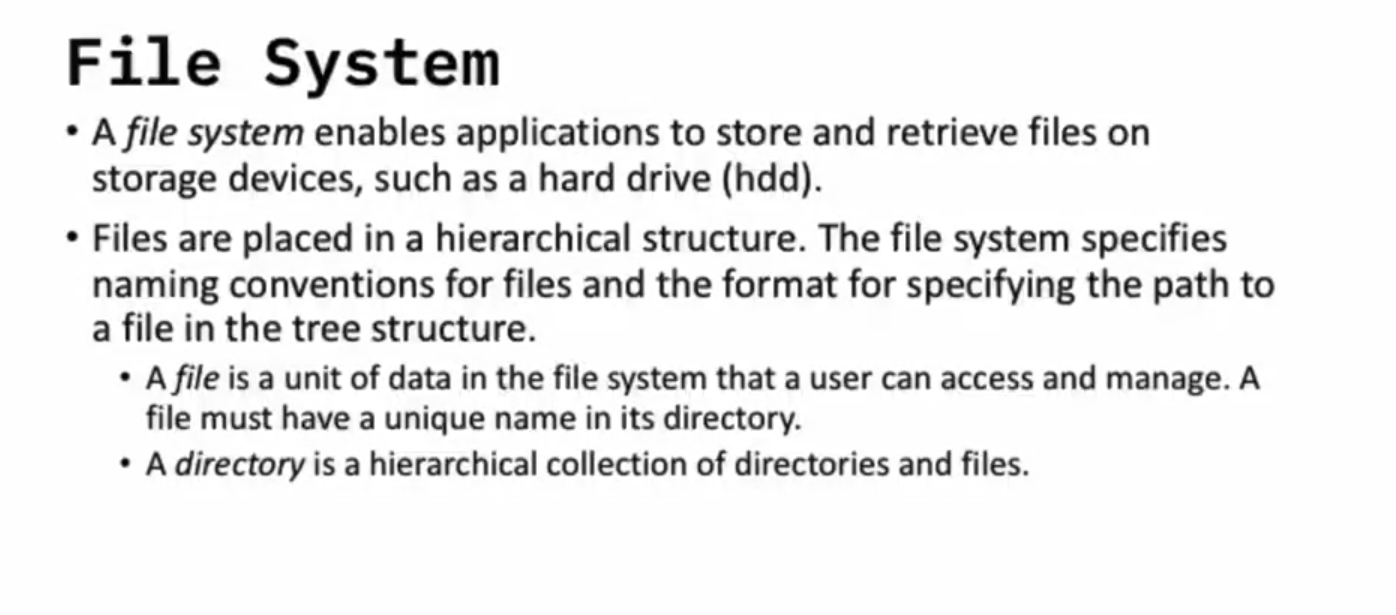 File System
• A file system enables applications to store and retrieve files on
storage devices, such as a hard drive (hdd).
• Files are placed in a hierarchical structure. The file system specifies
naming conventions for files and the format for specifying the path to
a file in the tree structure.
• A file is a unit of data in the file system that a user can access and manage. A
file must have a unique name in its directory.
• A directory is a hierarchical collection of directories and files.